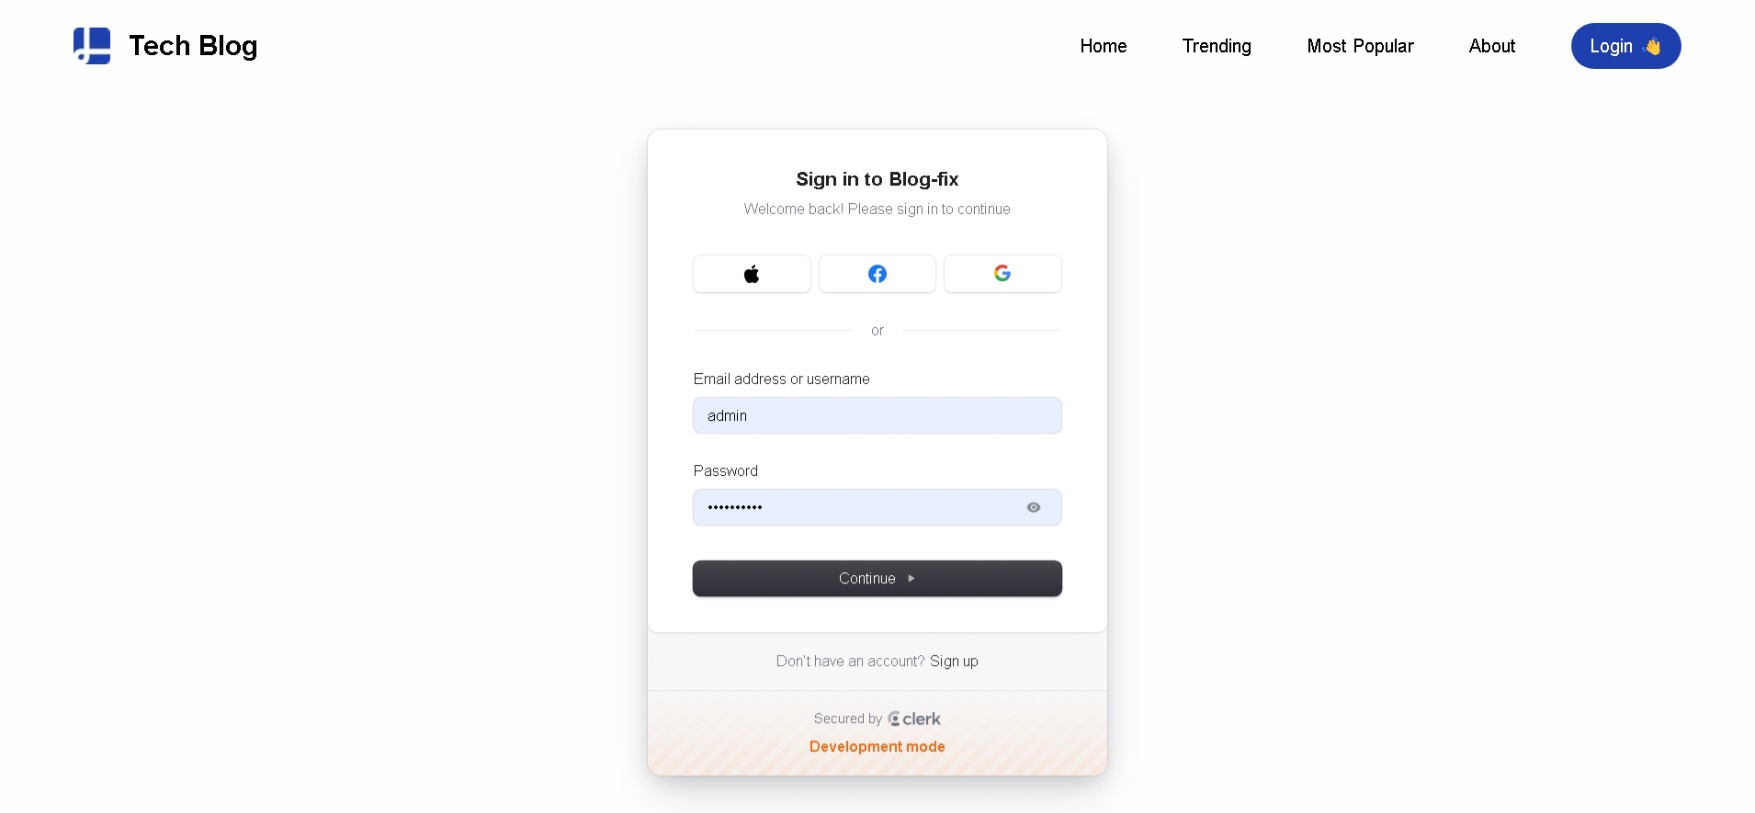 Tech Blog
Home
Trending
Most Popular
About
Login 👋
Sign in to Blog-fix
Welcome back! Please sign in to continue
or
Email address or username
admin
Password
••••••••••
Continue
Don't have an account? Sign up
Secured by clerk
Development mode